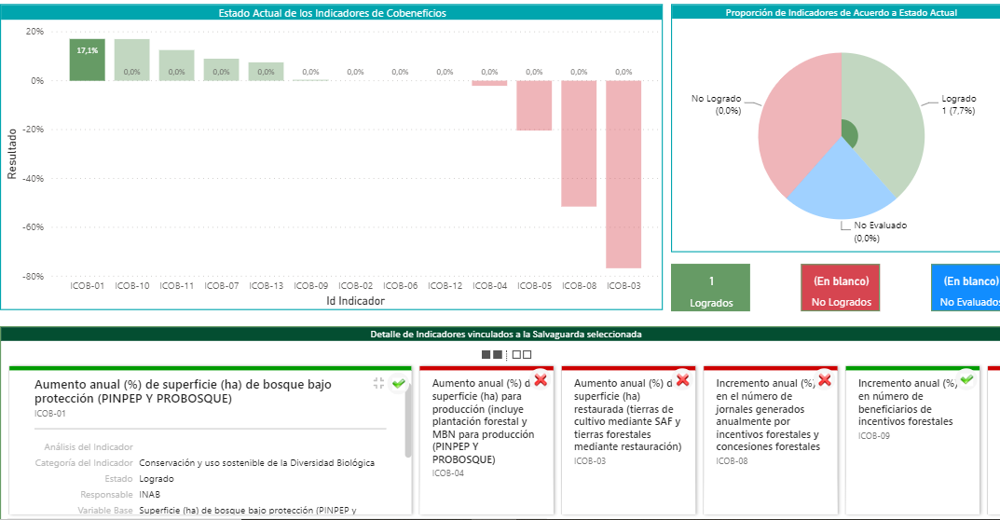 Estado Actual de los Indicadores de Cobeneficios
20%
0%
-20%
-40%
-60%
-80%
Resultado
17,1%
0,0%
0,0%
0,0%
0,0%
0,0%
0,0%
0,0%
0,0%
0,0%
0,0%
0,0%
0,0%
ICOB-01
ICOB-10
ICOB-11
ICOB-07
ICOB-13
ICOB-09
ICOB-02
ICOB-06
ICOB-12
ICOB-04
ICOB-05
ICOB-08
ICOB-03
Id Indicador
Proporción de Indicadores de Acuerdo a Estado Actual
No Logrado
(0,0%)
Logrado
1 (7,7%)
No Evaluado
(0,0%)
1
Logrados
(En blanco)
No Logrados
(En blanco)
No Evaluados
Detalle de Indicadores vinculados a la Salvaguarda seleccionada
Aumento anual (%) de superficie (ha) de bosque bajo
protección (PINPEP Y PROBOSQUE)
ICOB-01
Análisis del Indicador
Categoría del Indicador Conservación y uso sostenible de la Diversidad Biológica
Estado Logrado
Responsable INAB
Variable Base Superficie (ha) de bosque bajo protección (PINPEP y
Aumento anual (%) d
superficie (ha) para
producción (incluye
plantación forestal y
MBN para producción
(PINPEP Y
PROBOSQUE)
ICOB-04
Aumento anual (%) d
superficie (ha)
restaurada (tierras de
cultivo mediante SAF y
tierras forestales
mediante restauración)
ICOB-03
Incremento anual (%)
en el número de
jornales generados
anualmente por
incentivos forestales y
concesiones forestales
ICOB-08
Incremento anual (%)
en número de
beneficiarios de
incentivos forestales
ICOB-09